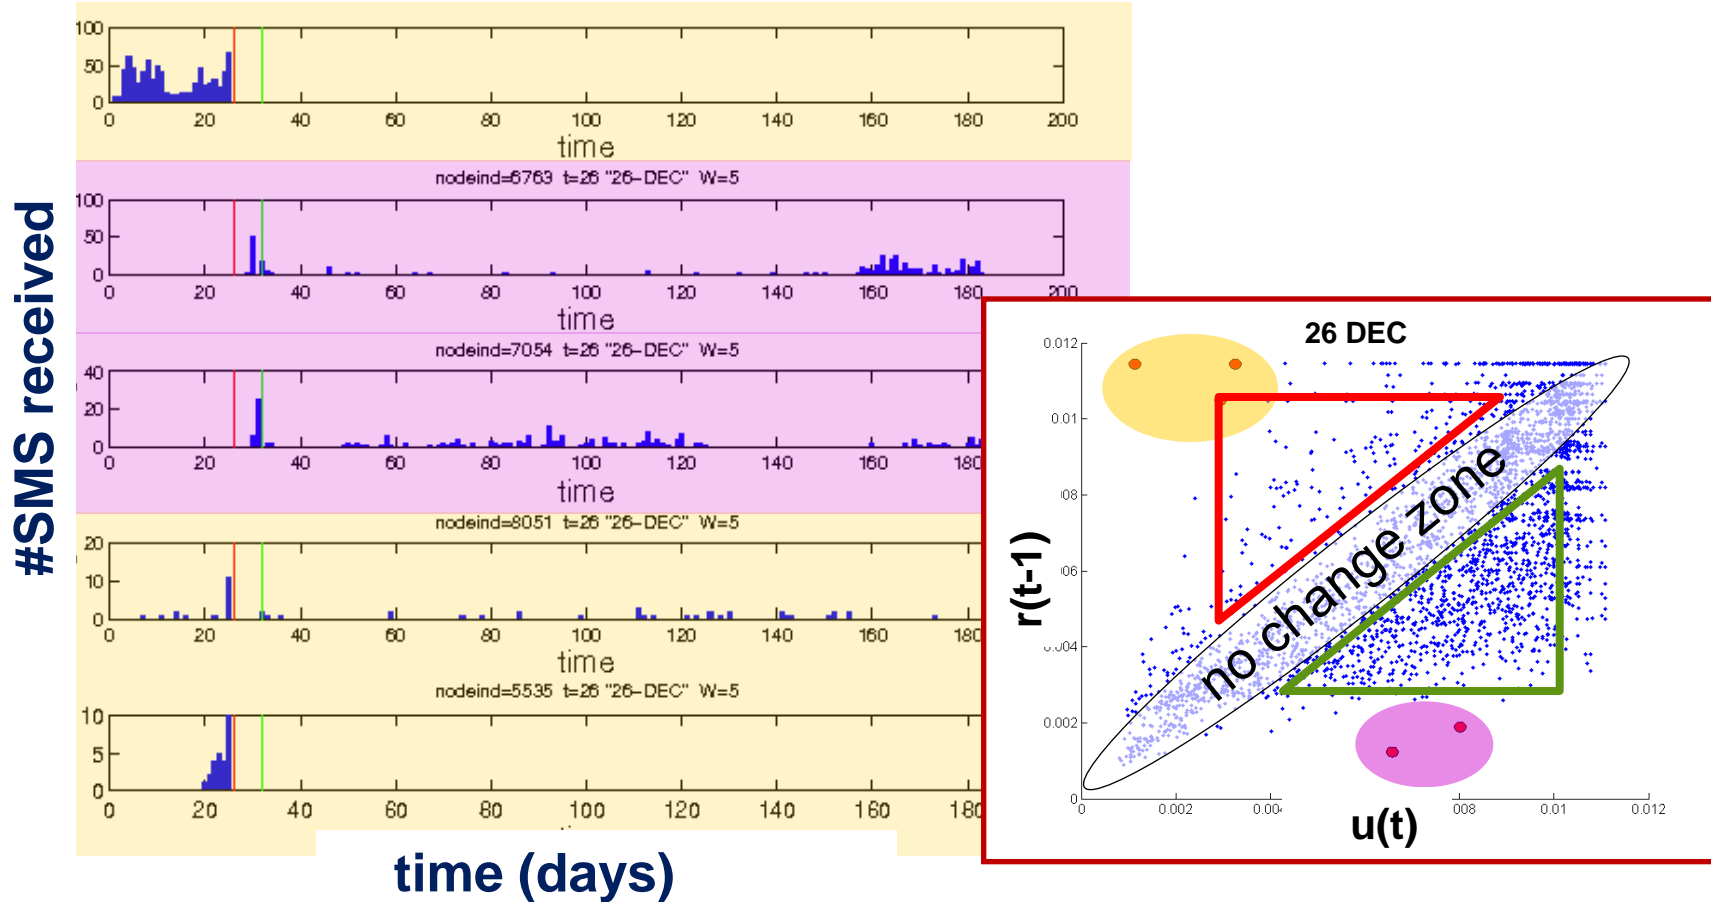 #SMS received
100
50
0
0 20 40 60 80 100 120 140 160 180 200
time
nodeind=6763 t=26 "26-DEC" W=5
100
50
0
0 20 40 60 80 100 120 140 160 180 200
time
nodeind=7054 t=26 "26-DEC" W=5
40
20
0
0 20 40 60 80 100 120 140 160 180
time
nodeind=8051 t=26 "26-DEC" W=5
20
10
0
0 20 40 60 80 100 120 140 160 180
time
nodeind=5535 t=26 "26-DEC" W=5
10
5
0
0 20 40 60 80 100 120 140 160 180
time (days)
26 DEC
0.012
0.01
0.002
0
r(t-1)
no change zone
0 0.002 0.01 0.012
u(t)